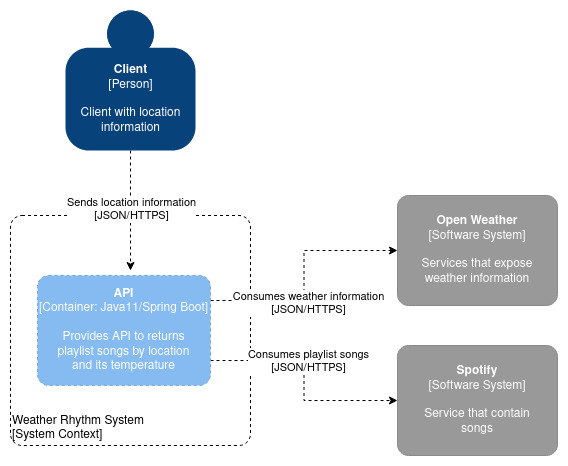 Client
[Person]
Client with location
information
Sends location information
[JSON/HTTPS]
API
[Container: Java11/Spring Boot]
Provides API to returns
playlist songs by location
and its temperature
Weather Rhythm System
[System Context]
Consumes weather information
[JSON/HTTPS]
Consumes playlist songs
[JSON/HTTPS]
Open Weather
[Software System]
Services that expose
weather information
Spotify
[Software System]
Service that contain
songs